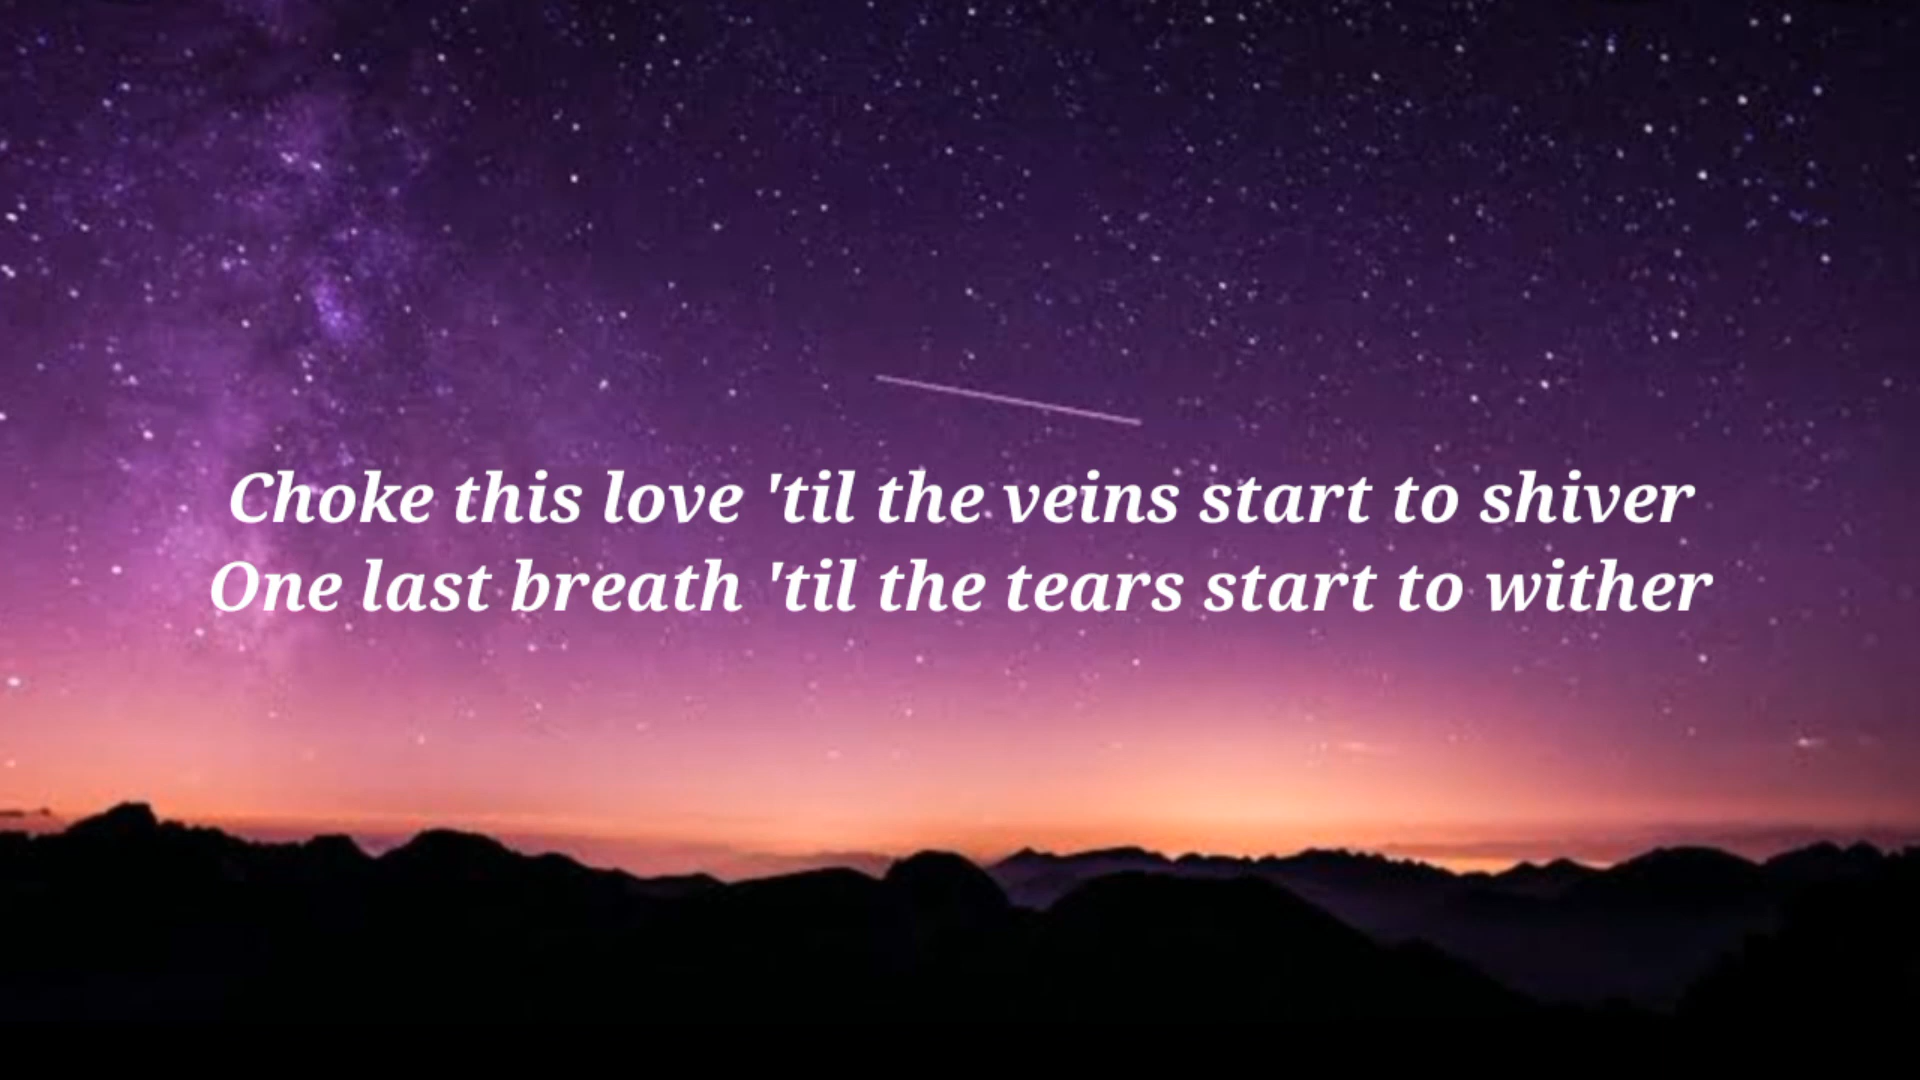 Choke this love 'til the veins start to shiver
One last breath 'til the tears start to wither